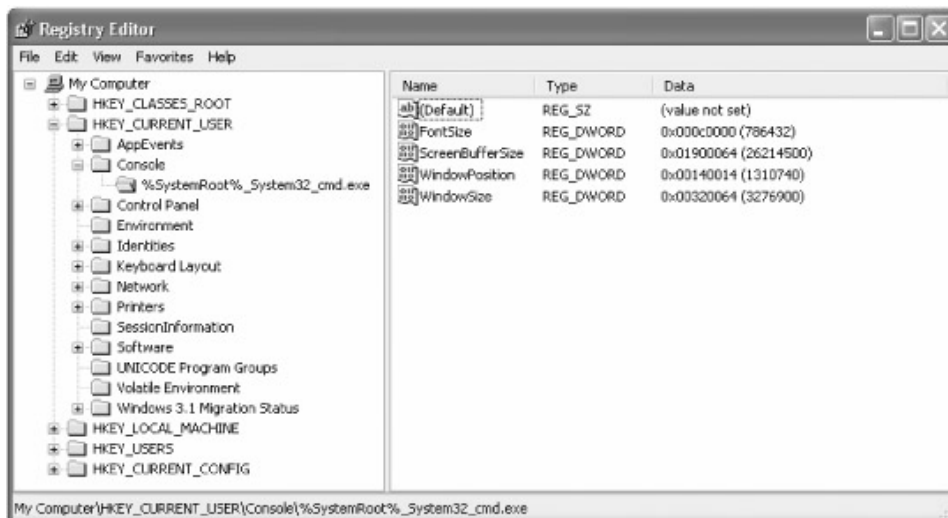 Registry Editor
File Edit View Favorites Help
My Computer
HKEY_CLASSES_ROOT
HKEY_CURRENT_USER
AppEvents
Console
%SystemRoot%_System32_cmd.exe
Control Panel
Environment
Identities
Keyboard Layout
Network
Printers
SessionInformation
Software
UNICODE Program Groups
Volatile Environment
Windows 3.1 Migration Status
HKEY_LOCAL_MACHINE
HKEY_USERS
HKEY_CURRENT_CONFIG
Name Type Data
(Default) REG_SZ (value not set)
FontSize REG_DWORD 0x000c0000 (786432)
ScreenBufferSize REG_DWORD 0x01900064 (26214500)
WindowPosition REG_DWORD 0x00140014 (1310740)
WindowSize REG_DWORD 0x00320064 (3276900)
My Computer\HKEY_CURRENT_USER\Console\%SystemRoot%_System32_cmd.exe